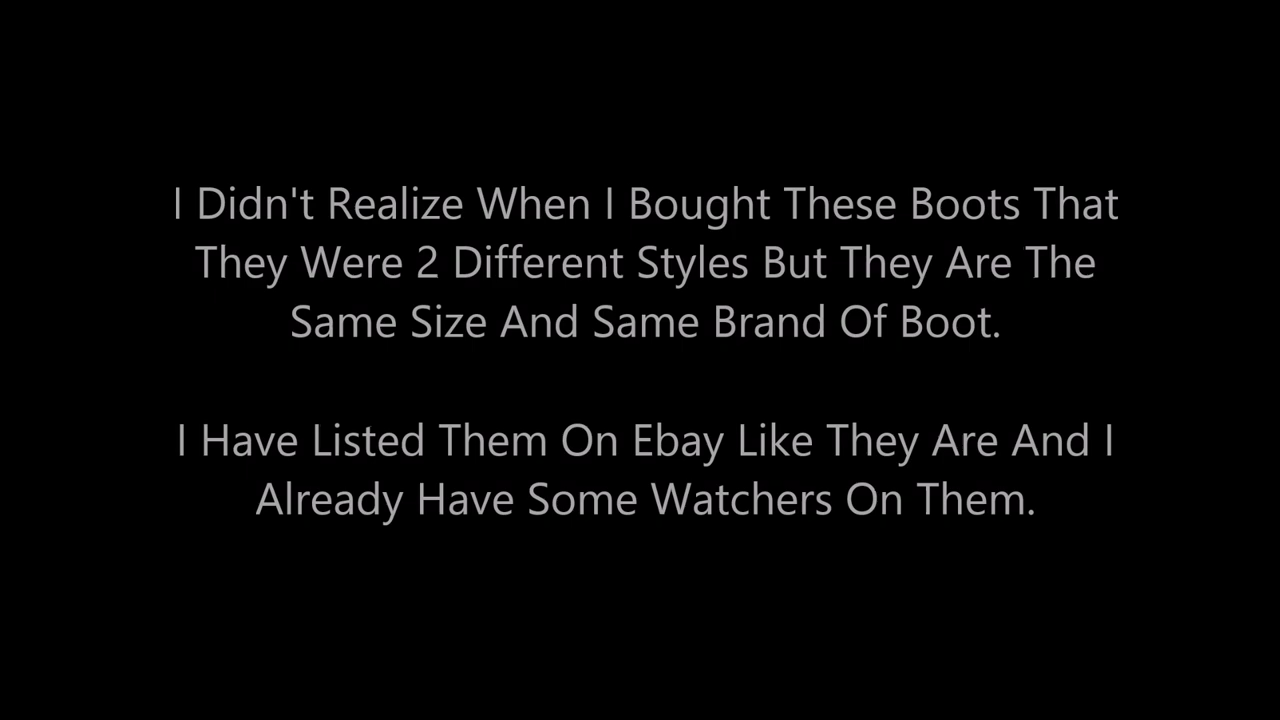 I Didn't Realize When I Bought These Boots That
They Were 2 Different Styles But They Are The
Same Size And Same Brand Of Boot.
I Have Listed Them On Ebay Like They Are And I
Already Have Some Watchers On Them.